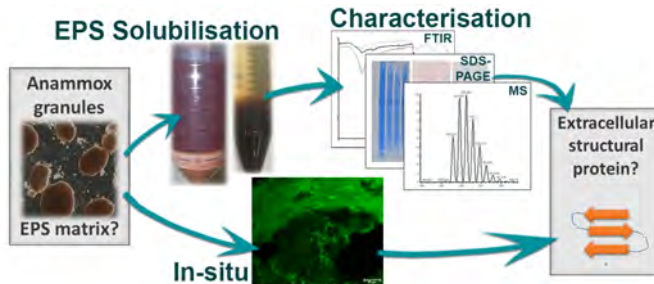 EPS Solubilisation
Characterisation
FTIR
SDS-
PAGE
MS
Anammox
granules
EPS matrix?
In-situ
Extracellular
structural
protein?